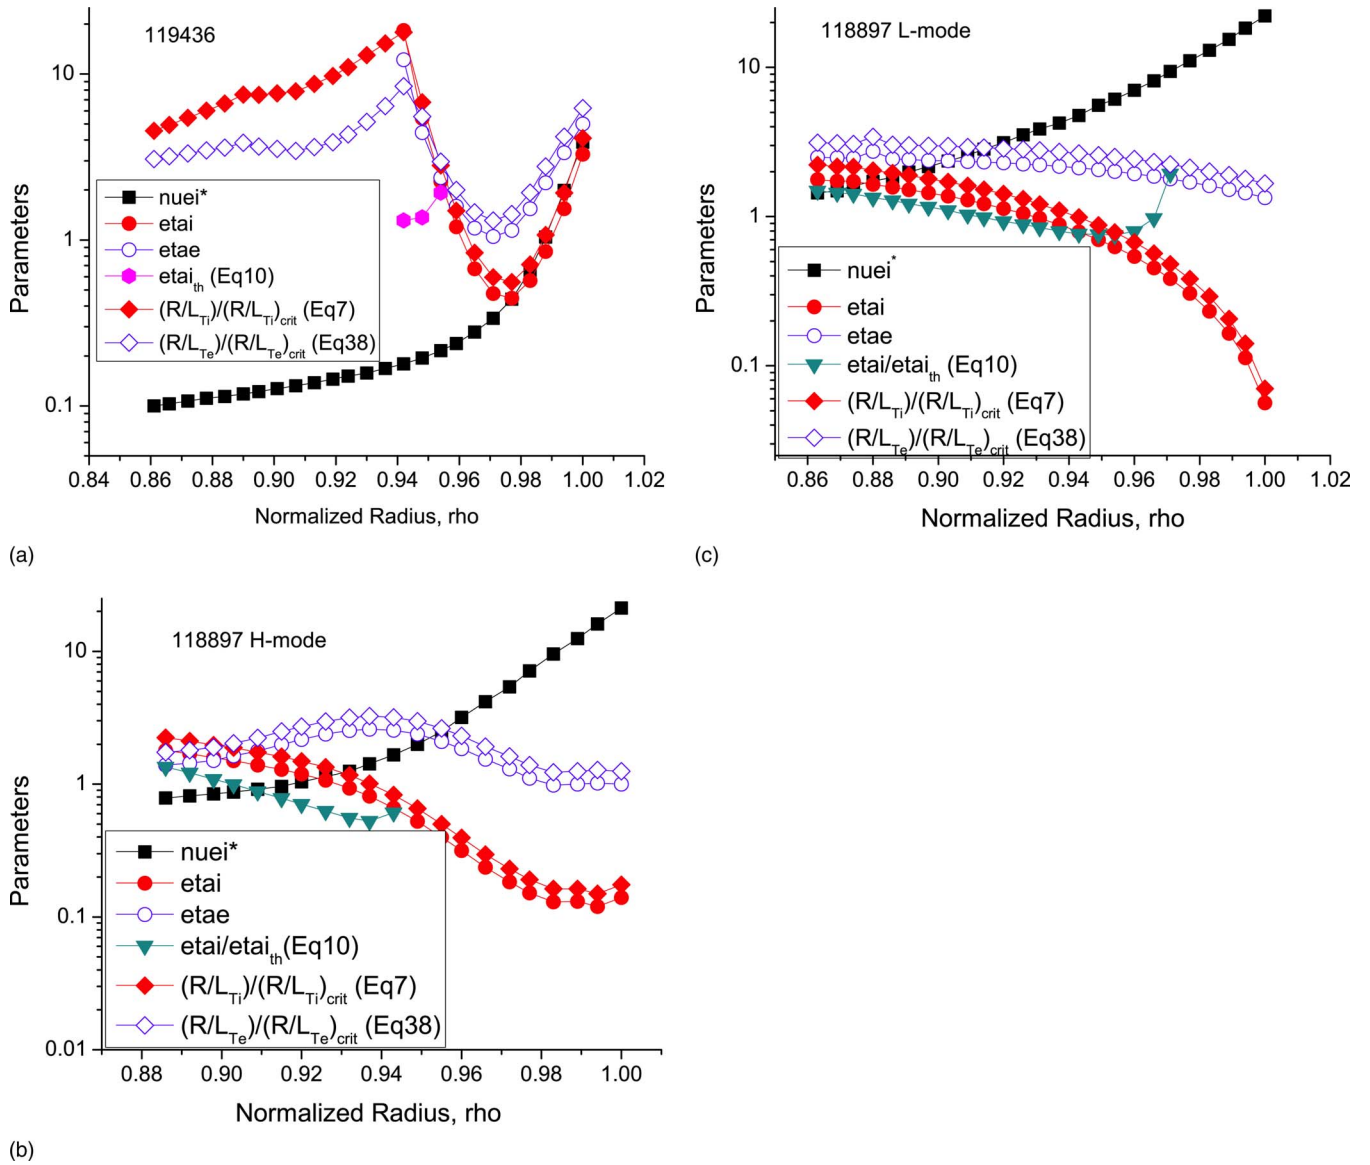 119436
10
1
0.1
Parameters
nuei*
etai
etae
etai_th (Eq10)
(R/L_Ti)/(R/L_Ti)_crit (Eq7)
(R/L_Te)/(R/L_Te)_crit (Eq38)
0.84 0.86 0.88 0.90 0.92 0.94 0.96 0.98 1.00 1.02
Normalized Radius, rho
(a)
118897 L-mode
10
1
0.1
Parameters
nuei*
etai
etae
etai/etai_th (Eq10)
(R/L_Ti)/(R/L_Ti)_crit (Eq7)
(R/L_Te)/(R/L_Te)_crit (Eq38)
0.86 0.88 0.90 0.92 0.94 0.96 0.98 1.00 1.02
Normalized Radius, rho
(c)
118897 H-mode
10
1
0.1
0.01
Parameters
nuei*
etai
etae
etai/etai_th(Eq10)
(R/L_Ti)/(R/L_Ti)_crit (Eq7)
(R/L_Te)/(R/L_Te)_crit (Eq38)
0.88 0.90 0.92 0.94 0.96 0.98 1.00
Normalized Radius, rho
(b)